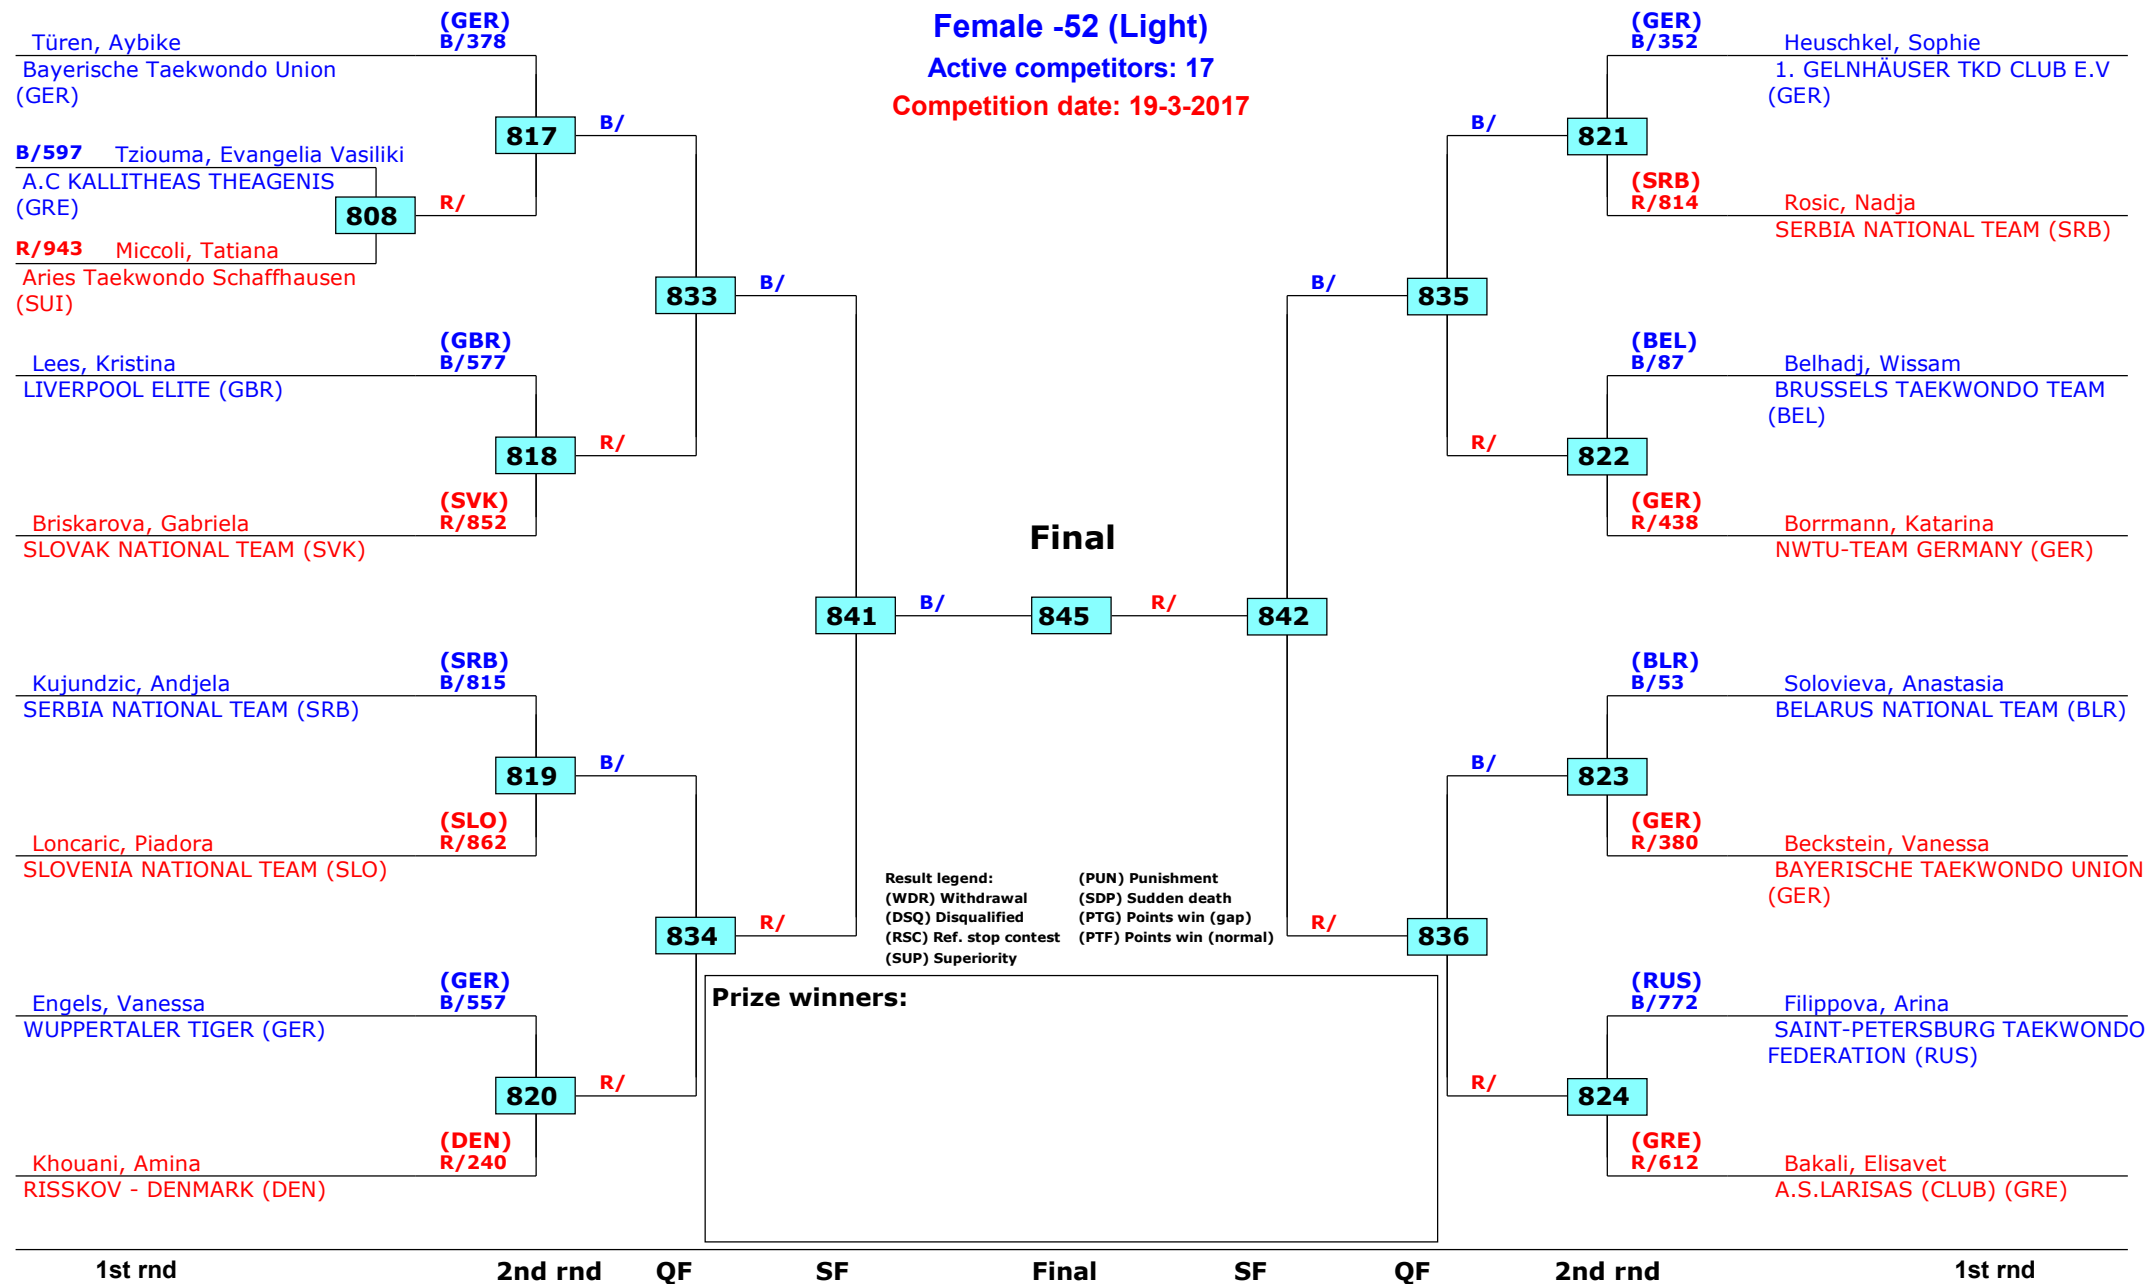 Female -52 (Light)
Active competitors: 17
Competition date: 19-3-2017
Türen, Aybike
(GER)
B/378
Bayerische Taekwondo Union
(GER)
817
B/
B/597 Tziouma, Evangelia Vasiliki
A.C KALLITHEAS THEAGENIS
(GRE)
808
R/
R/943 Miccoli, Tatiana
Aries Taekwondo Schaffhausen
(SUI)
833
B/
Lees, Kristina
(GBR)
B/577
LIVERPOOL ELITE (GBR)
818
R/
Briskarova, Gabriela
(SVK)
R/852
SLOVAK NATIONAL TEAM (SVK)
841
B/
Kujundzic, Andjela
(SRB)
B/815
SERBIA NATIONAL TEAM (SRB)
819
B/
Loncaric, Piadora
(SLO)
R/862
SLOVENIA NATIONAL TEAM (SLO)
834
R/
Engels, Vanessa
(GER)
B/557
WUPPERTALER TIGER (GER)
820
R/
Khouani, Amina
(DEN)
R/240
RISSKOV - DENMARK (DEN)
Final
845
R/
842
(GER)
B/352
Heuschkel, Sophie
1. GELNHÄUSER TKD CLUB E.V
(GER)
B/
821
(SRB)
R/814
Rosic, Nadja
SERBIA NATIONAL TEAM (SRB)
B/
835
(BEL)
B/87
Belhadj, Wissam
BRUSSELS TAEKWONDO TEAM
(BEL)
R/
822
(GER)
R/438
Borrmann, Katarina
NWTU-TEAM GERMANY (GER)
(BLR)
B/53
Solovieva, Anastasia
BELARUS NATIONAL TEAM (BLR)
B/
823
(GER)
R/380
Beckstein, Vanessa
BAYERISCHE TAEKWONDO UNION
(GER)
R/
836
(RUS)
B/772
Filippova, Arina
SAINT-PETERSBURG TAEKWONDO
FEDERATION (RUS)
R/
824
(GRE)
R/612
Bakali, Elisavet
A.S.LARISAS (CLUB) (GRE)
Result legend: (PUN) Punishment
(WDR) Withdrawal (SDP) Sudden death
(DSQ) Disqualified (PTG) Points win (gap)
(RSC) Ref. stop contest (PTF) Points win (normal)
(SUP) Superiority
Prize winners:
1st rnd 2nd rnd QF SF Final SF QF 2nd rnd 1st rnd